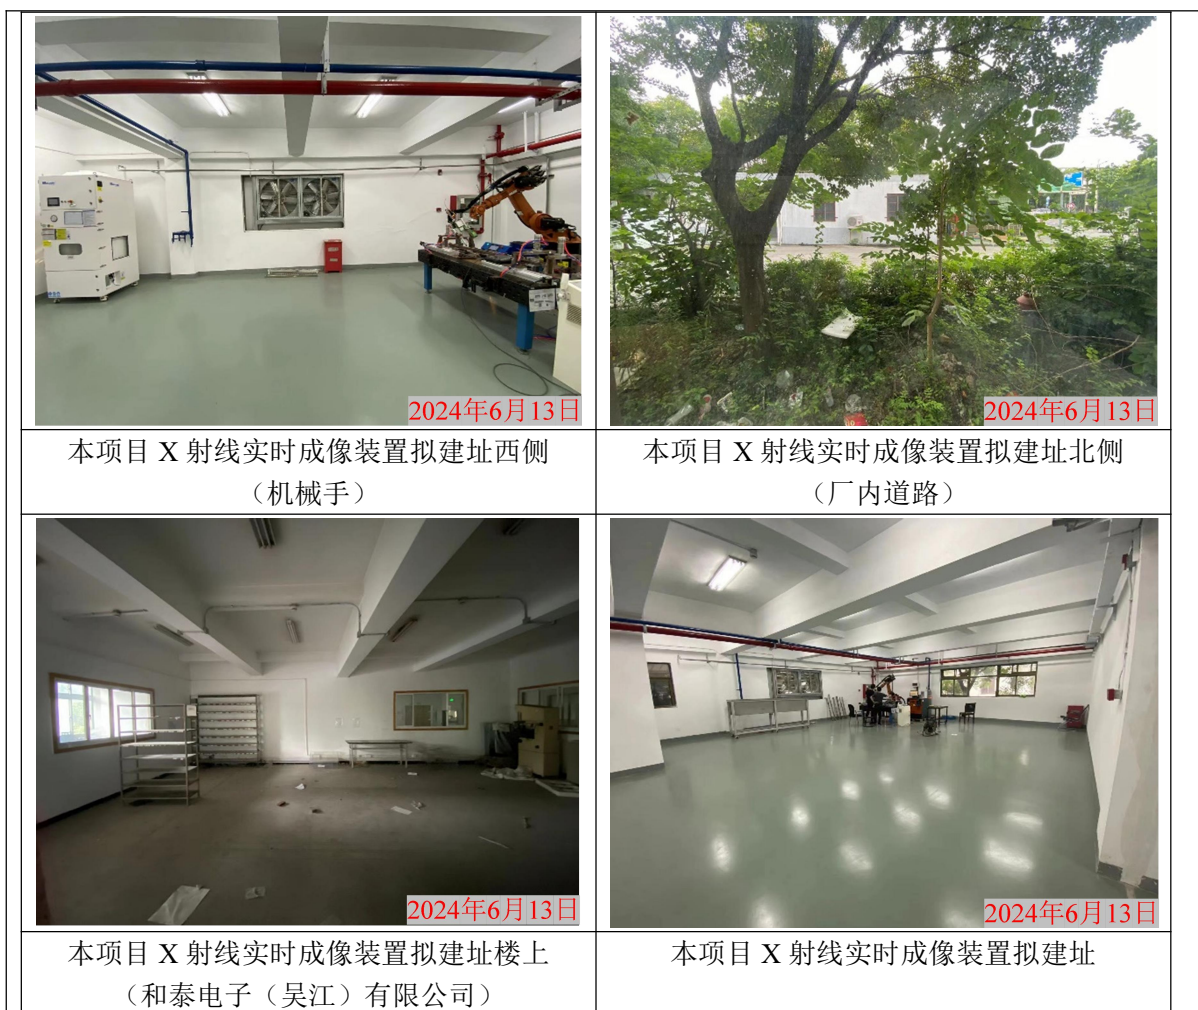 2024年6月13日
2024年6月13日
本项目 X 射线实时成像装置拟建址西侧
（机械手）
本项目 X 射线实时成像装置拟建址北侧
（厂内道路）
2024年6月13日
2024年6月13日
本项目 X 射线实时成像装置拟建址楼上
（和泰电子（吴江）有限公司）
本项目 X 射线实时成像装置拟建址